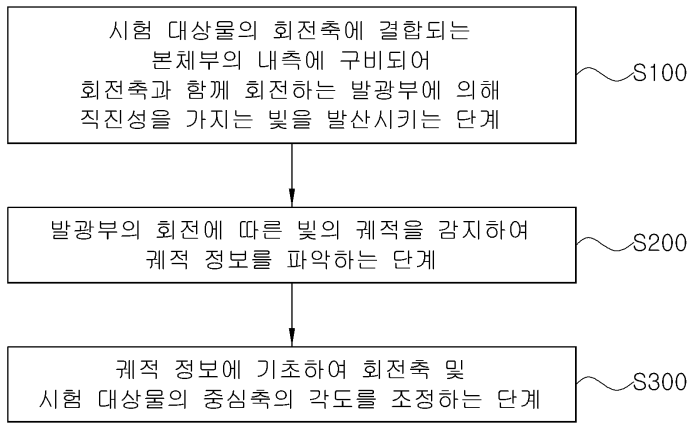 시험 대상물의 회전축에 결합되는
본체부의 내측에 구비되어
회전축과 함께 회전하는 발광부에 의해
직진성을 가지는 빛을 발산시키는 단계
S100
발광부의 회전에 따른 빛의 궤적을 감지하여
궤적 정보를 파악하는 단계
S200
궤적 정보에 기초하여 회전축 및
시험 대상물의 중심축의 각도를 조정하는 단계
S300